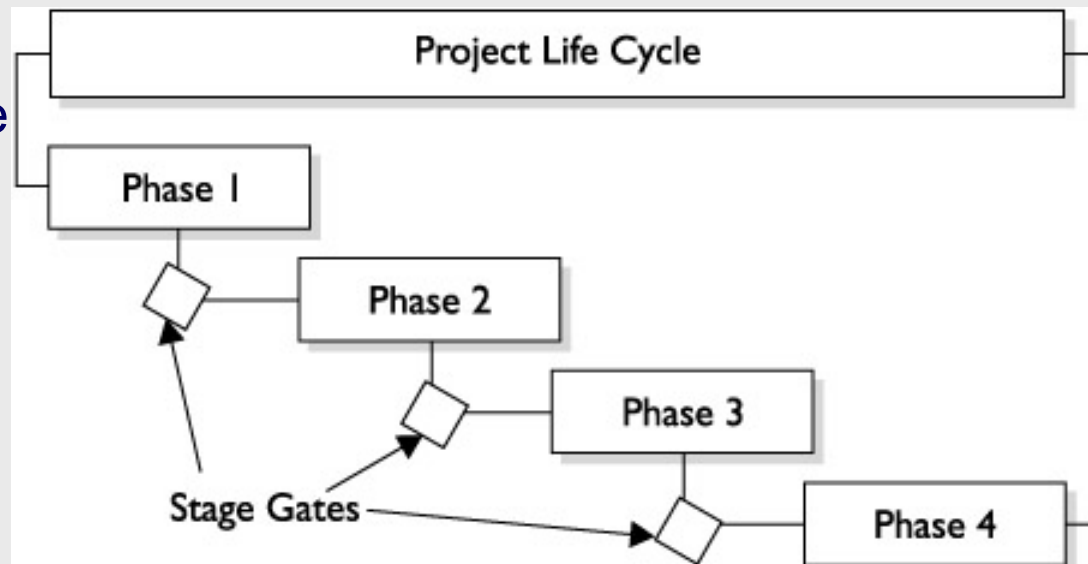 Project Life Cycle
e
Phase 1
Phase 2
Phase 3
Stage Gates
Phase 4